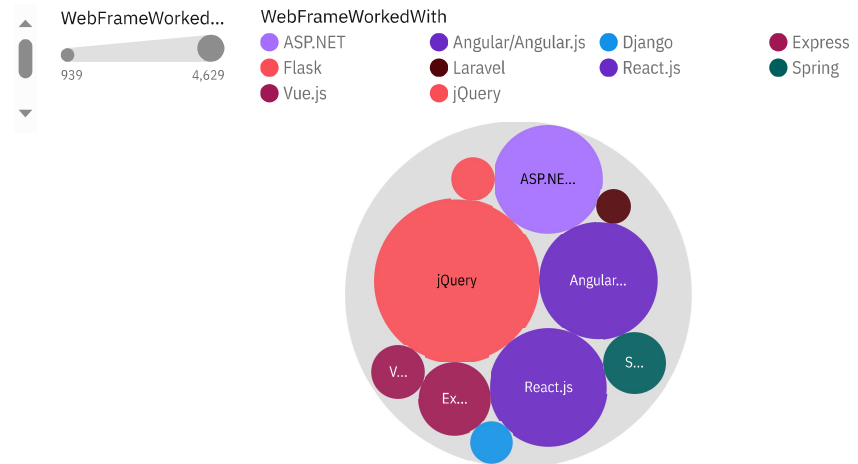 WebFrameWorked...
939
4,629
WebFrameWorkedWith
ASP.NET
Angular/Angular.js
Django
Express
Flask
Laravel
React.js
Spring
Vue.js
jQuery
ASP.NE...
jQuery
Angular...
S...
V...
React.js
Ex...